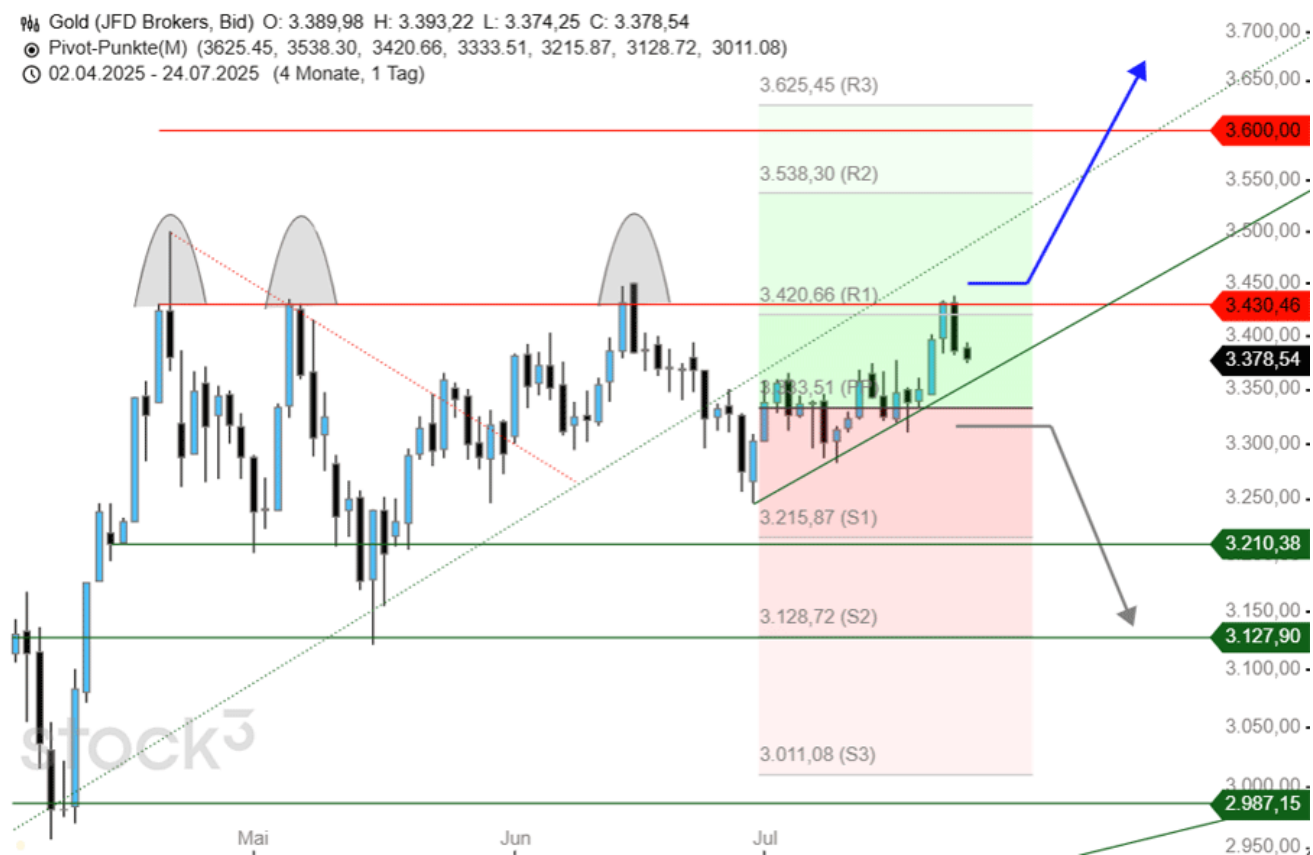 Gold (JFD Brokers, Bid) O: 3.389,98 H: 3.393,22 L: 3.374,25 C: 3.378,54
Pivot-Punkte(M) (3625.45, 3538.30, 3420.66, 3333.51, 3215.87, 3128.72, 3011.08)
02.04.2025 - 24.07.2025 (4 Monate, 1 Tag)
3.700,00
3.650,00
3.625,45 (R3)
3.600,00
3.538,30 (R2)
3.550,00
3.500,00
3.450,00
3.420,66 (R1)
3.430,46
3.400,00
3.378,54
3.333,51 (PP)
3.350,00
3.300,00
3.250,00
3.215,87 (S1)
3.210,38
3.150,00
3.128,72 (S2)
3.127,90
3.100,00
3.050,00
stock3
3.011,08 (S3)
3.000,00
2.987,15
2.950,00
Mai
Jun
Jul